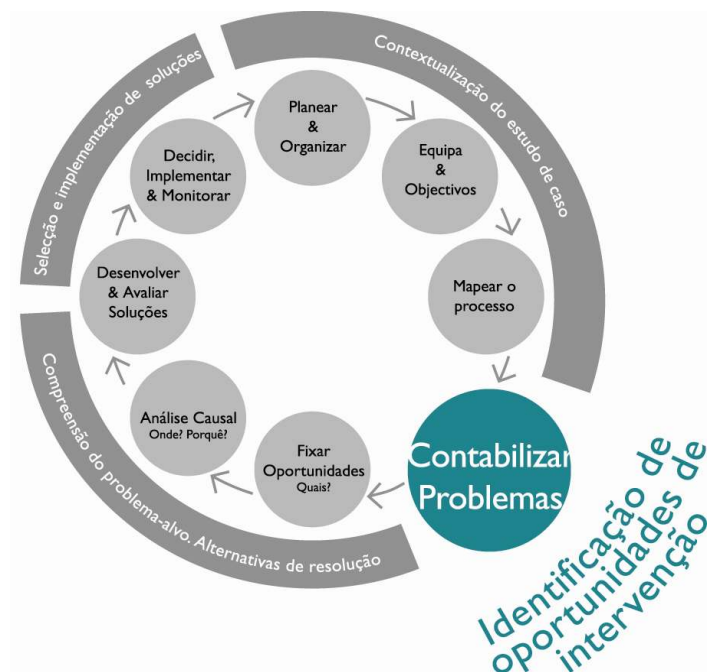 Selecção e implementação de soluções
Contextualização do estudo de caso
Planear
&
Organizar
Equipa
&
Objectivos
Mapear o
processo
Contabilizar
Problemas
Identificação de
oportunidades de
intervenção
Fixar
Oportunidades
Quais?
Análise Causal
Onde? Porquê?
Desenvolver
& Avaliar
Soluções
Decidir,
Implementar
& Monitorar
Compreensão do problema-alvo. Alternativas de resolução